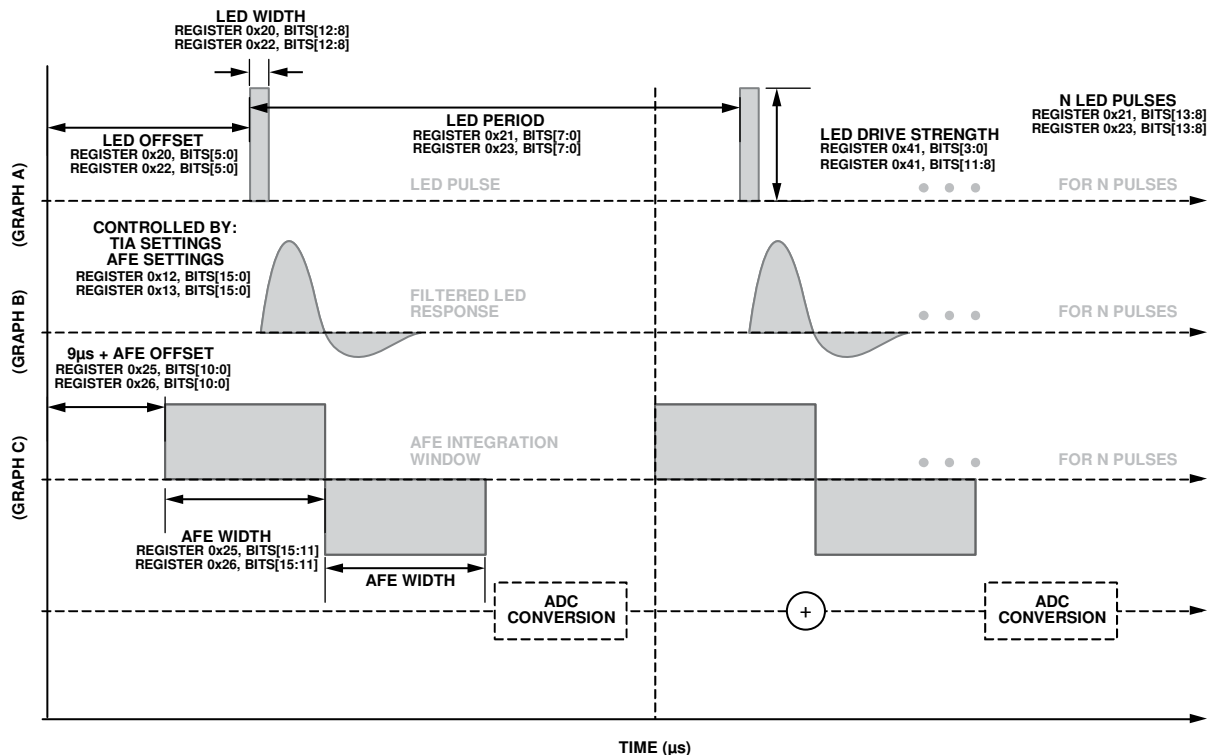 LED WIDTH
REGISTER 0x20, BITS[12:8]
REGISTER 0x22, BITS[12:8]
LED OFFSET
REGISTER 0x20, BITS[5:0]
REGISTER 0x22, BITS[5:0]
LED PERIOD
REGISTER 0x21, BITS[7:0]
REGISTER 0x23, BITS[7:0]
LED DRIVE STRENGTH
REGISTER 0x41, BITS[3:0]
REGISTER 0x41, BITS[11:8]
N LED PULSES
REGISTER 0x21, BITS[13:8]
REGISTER 0x23, BITS[13:8]
(GRAPH A)
LED PULSE
FOR N PULSES
CONTROLLED BY:
TIA SETTINGS
AFE SETTINGS
REGISTER 0x12, BITS[15:0]
REGISTER 0x13, BITS[15:0]
(GRAPH B)
FILTERED LED
RESPONSE
FOR N PULSES
9µs + AFE OFFSET
REGISTER 0x25, BITS[10:0]
REGISTER 0x26, BITS[10:0]
(GRAPH C)
AFE INTEGRATION
WINDOW
FOR N PULSES
AFE WIDTH
REGISTER 0x25, BITS[15:11]
REGISTER 0x26, BITS[15:11]
AFE WIDTH
ADC
CONVERSION
+
ADC
CONVERSION
TIME (µs)